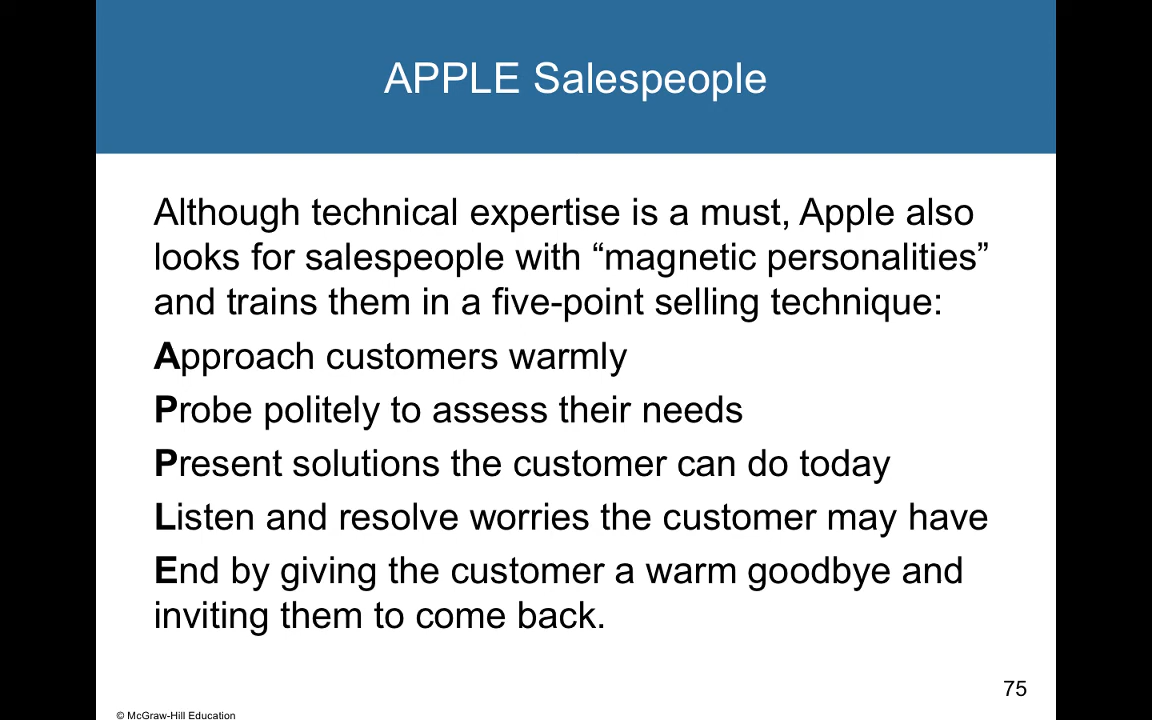 APPLE Salespeople
Although technical expertise is a must, Apple also
looks for salespeople with “magnetic personalities”
and trains them in a five-point selling technique:
Approach customers warmly
Probe politely to assess their needs
Present solutions the customer can do today
Listen and resolve worries the customer may have
End by giving the customer a warm goodbye and
inviting them to come back.
75
© McGraw-Hill Education